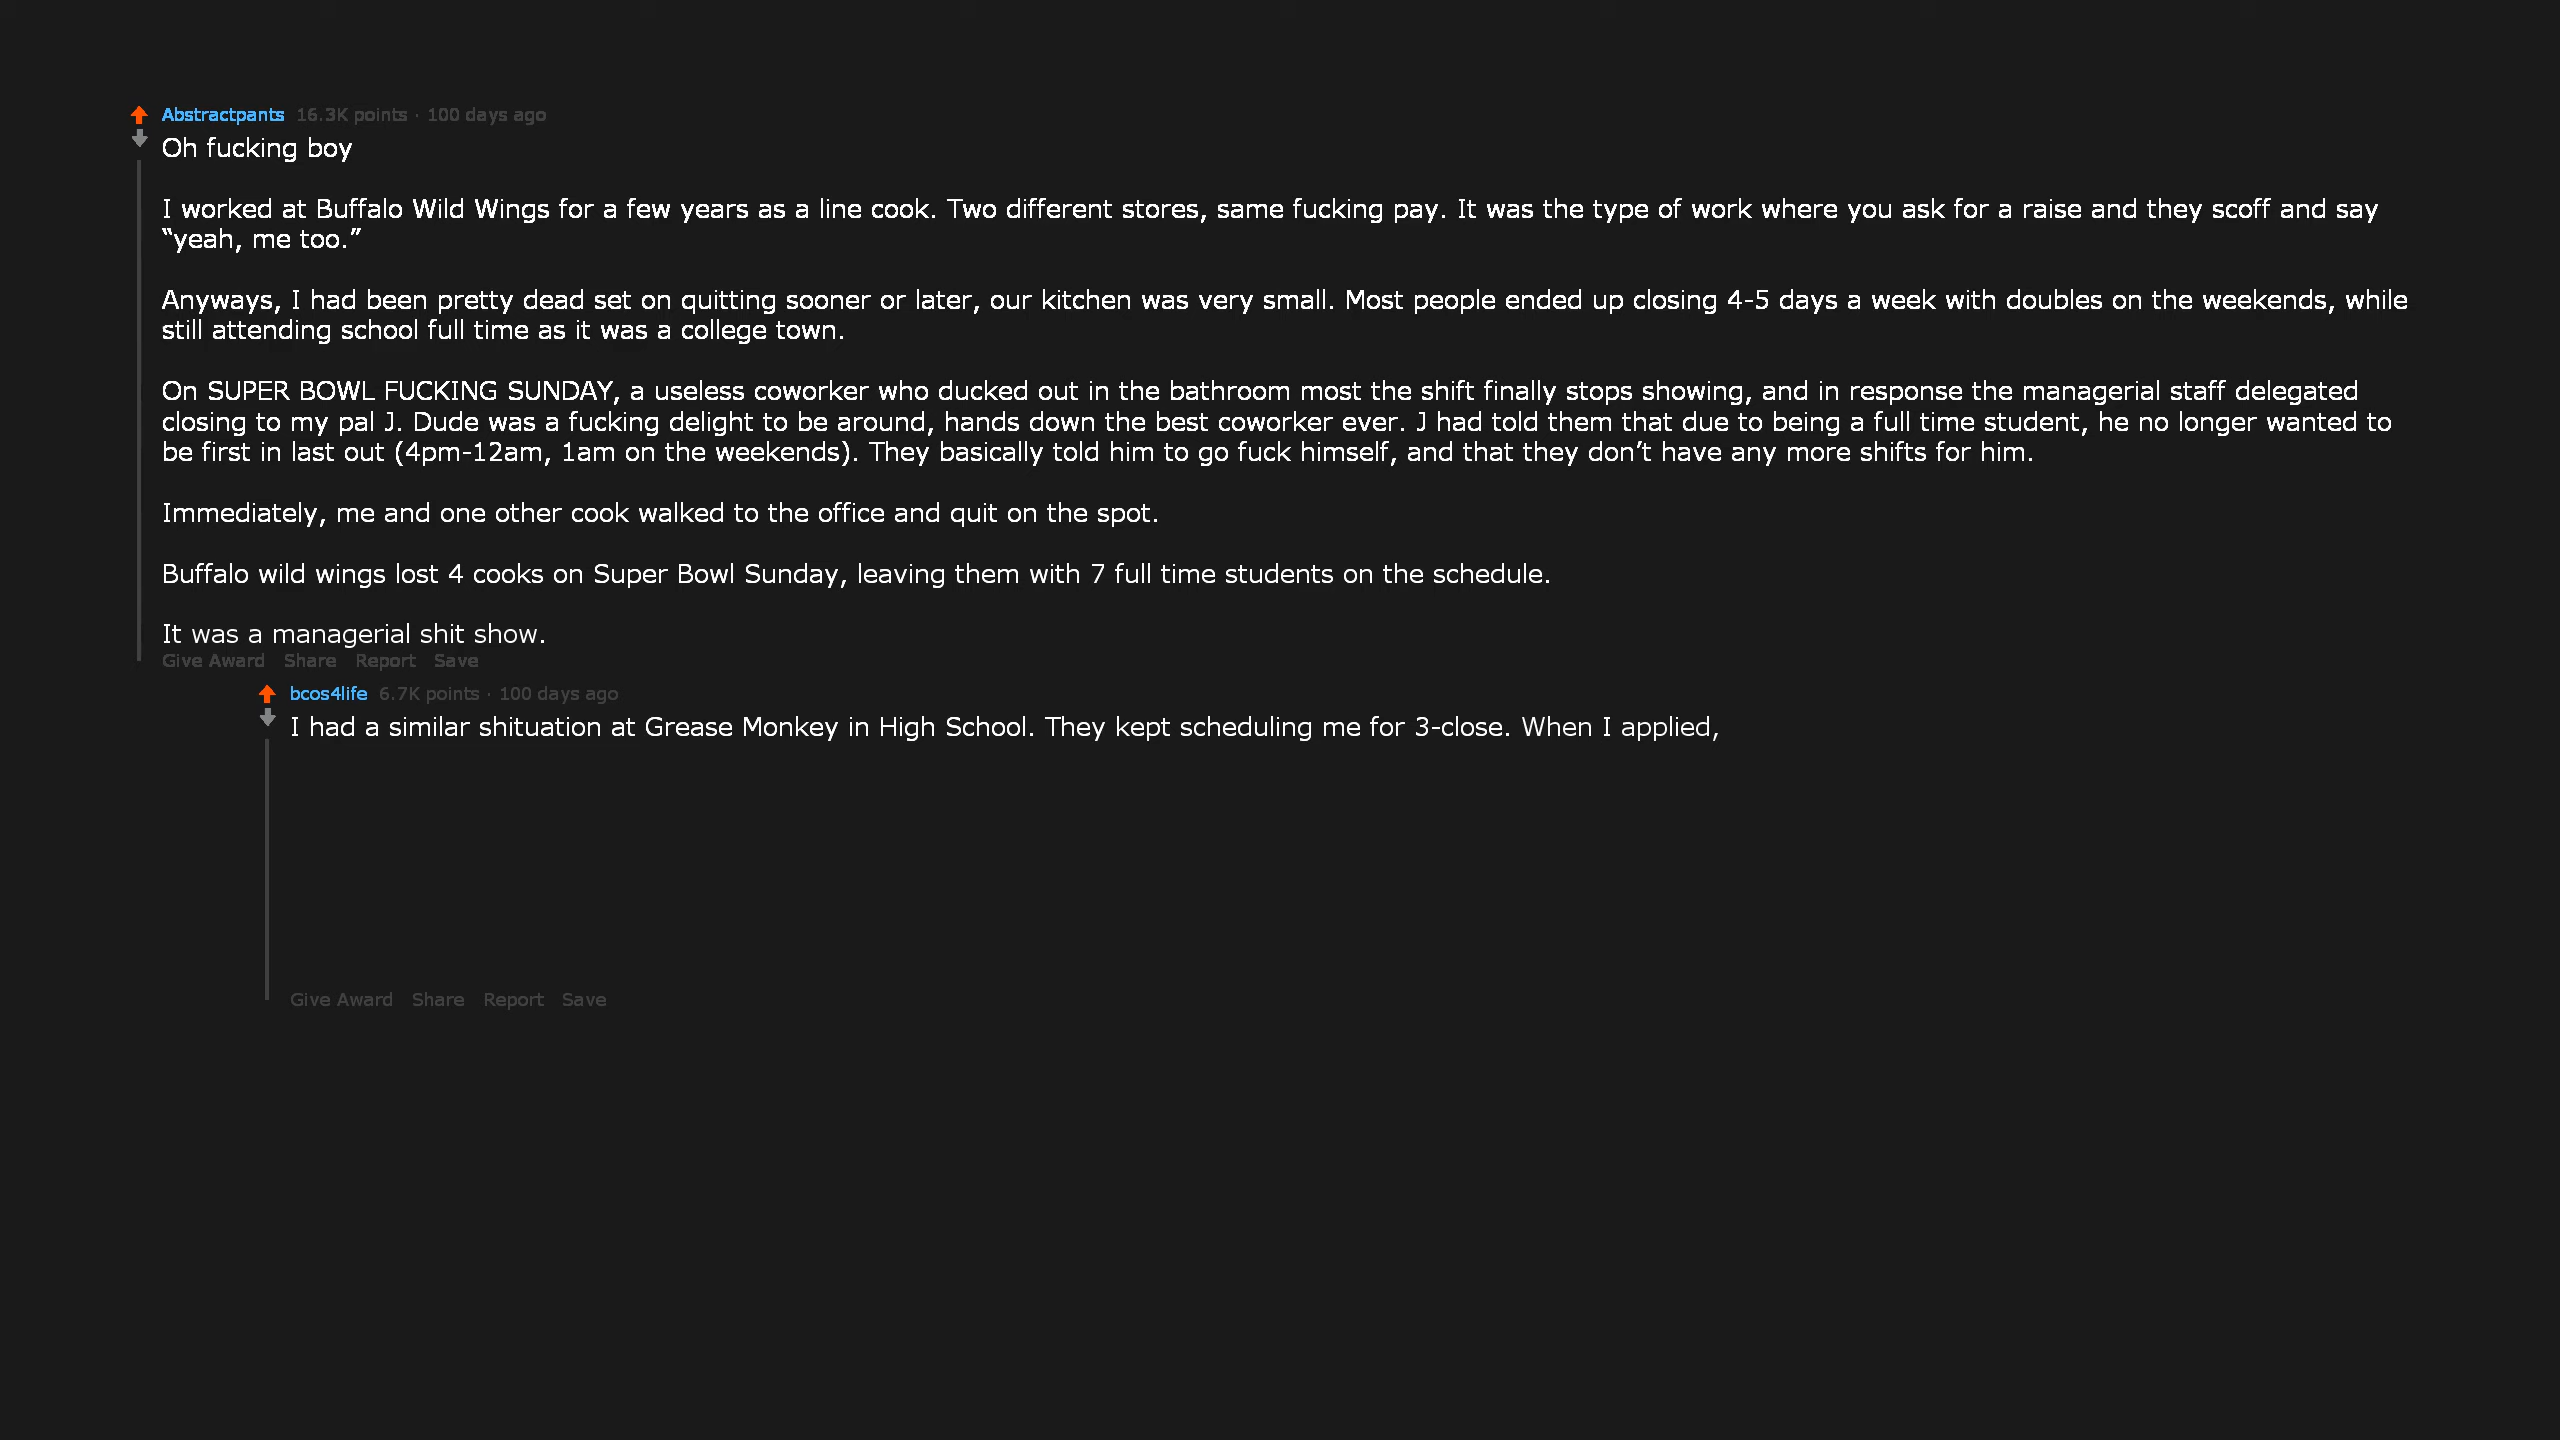 Abstractpants 16.3K points · 100 days ago
Oh fucking boy
I worked at Buffalo Wild Wings for a few years as a line cook. Two different stores, same fucking pay. It was the type of work where you ask for a raise and they scoff and say
“yeah, me too.”
Anyways, I had been pretty dead set on quitting sooner or later, our kitchen was very small. Most people ended up closing 4-5 days a week with doubles on the weekends, while
still attending school full time as it was a college town.
On SUPER BOWL FUCKING SUNDAY, a useless coworker who ducked out in the bathroom most the shift finally stops showing, and in response the managerial staff delegated
closing to my pal J. Dude was a fucking delight to be around, hands down the best coworker ever. J had told them that due to being a full time student, he no longer wanted to
be first in last out (4pm-12am, 1am on the weekends). They basically told him to go fuck himself, and that they don’t have any more shifts for him.
Immediately, me and one other cook walked to the office and quit on the spot.
Buffalo wild wings lost 4 cooks on Super Bowl Sunday, leaving them with 7 full time students on the schedule.
It was a managerial shit show.
Give Award Share Report Save
bcos4life 6.7K points · 100 days ago
I had a similar shituation at Grease Monkey in High School. They kept scheduling me for 3-close. When I applied,
Give Award Share Report Save